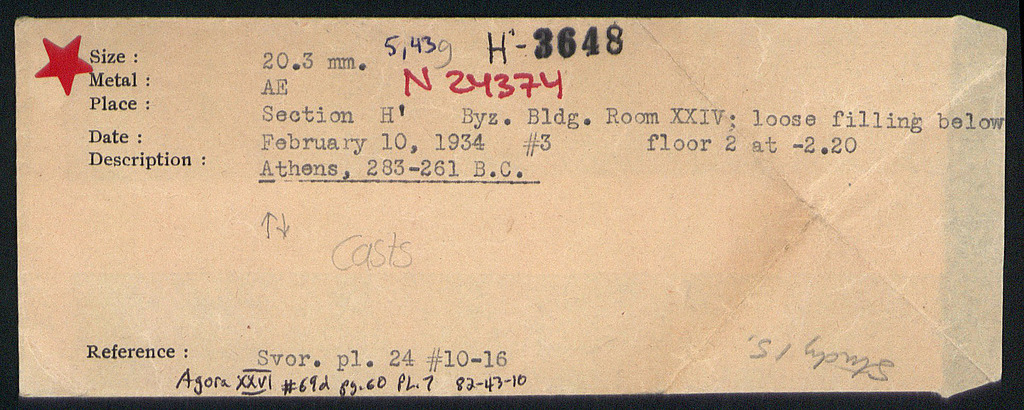 5,43g H'-3648
Size : 20.3 mm.
N 24374
Metal : AE
Place : Section H' Byz. Bldg. Room XXIV; loose filling below
Date : February 10, 1934 #3 floor 2 at -2.20
Description : Athens, 283-261 B.C.
↑↓
Casts
Study 15,
Reference : Svor. pl. 24 #10-16
Agora XXVI #69d pg.60 PL.7 82-43-10